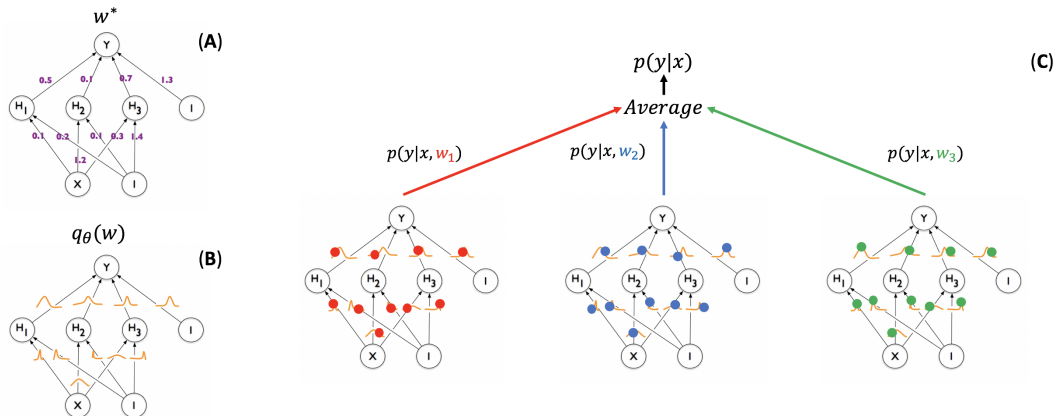 w*
(A)
Y
0.5 0.1 0.7 1.3
H1 H2 H3 I
0.1 0.2 0.1 0.3 1.4
1.2
X I
qθ(w)
(B)
Y
H1 H2 H3 I
X I
(C)
p(y|x)
Average
p(y|x, w1) p(y|x, w2) p(y|x, w3)
Y Y Y
H1 H2 H3 I H1 H2 H3 I H1 H2 H3 I
X I X I X I